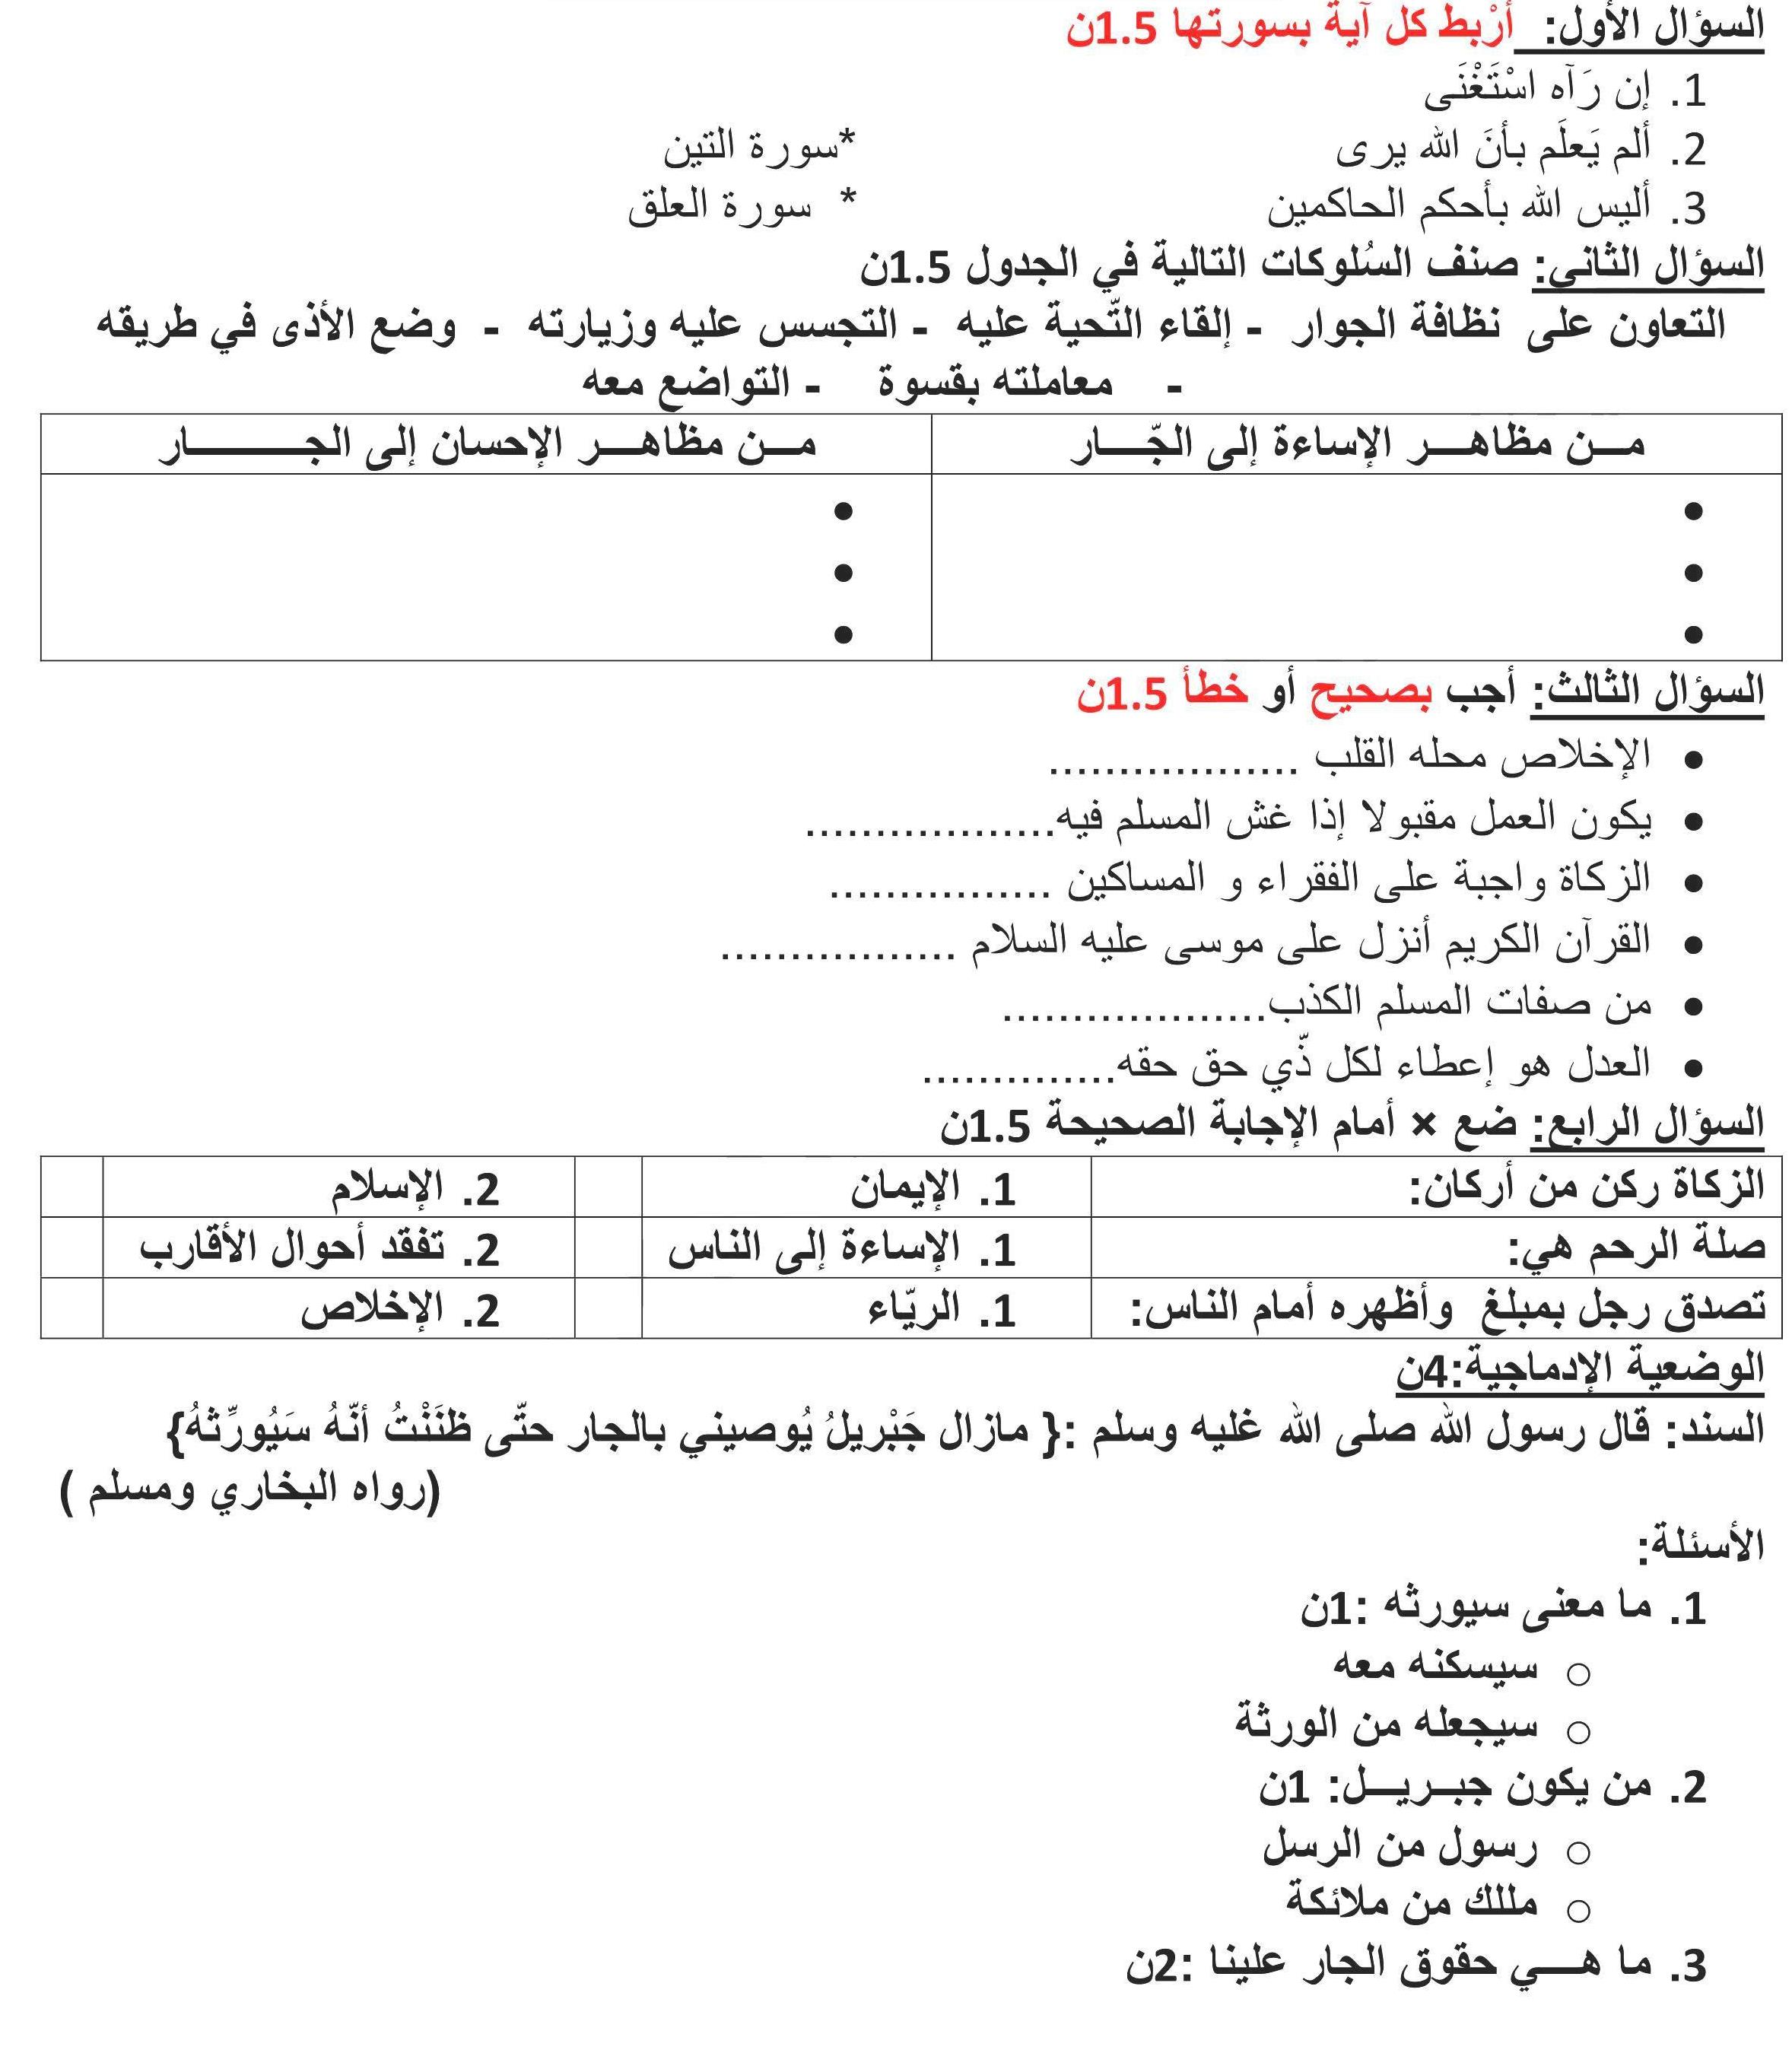 السؤال الأول: أرْبط كل آية بسورتها 1.5ن
1. إن رَآه اسْتَغْنَى
2. ألم يَعلَم بأنَ الله يرى *سورة التين
3. أليس الله بأحكم الحاكمين * سورة العلق
السؤال الثاني: صنف السُلوكات التالية في الجدول 1.5ن
التعاون على نظافة الجوار - إلقاء التّحية عليه - التجسس عليه وزيارته - وضع الأذى في طريقه
- معاملته بقسوة - التواضع معه
مـــن مظاهـــر الإساءة إلى الجّـــار مـــن مظاهـــر الإحسان إلى الجــــــــار
•  •
•  •
•  •
السؤال الثالث: أجب بصحيح أو خطأ 1.5ن
• الإخلاص محله القلب ..................
• يكون العمل مقبولا إذا غش المسلم فيه..................
• الزكاة واجبة على الفقراء و المساكين ................
• القرآن الكريم أنزل على موسى عليه السلام .................
• من صفات المسلم الكذب...................
• العدل هو إعطاء لكل ذّي حق حقه..............
السؤال الرابع: ضع × أمام الإجابة الصحيحة 1.5ن
الزكاة ركن من أركان: 1. الإيمان 2. الإسلام
صلة الرحم هي: 1. الإساءة إلى الناس 2. تفقد أحوال الأقارب
تصدق رجل بمبلغ وأظهره أمام الناس: 1. الريّاء 2. الإخلاص
الوضعية الإدماجية:4ن
السند: قال رسول الله صلى الله غليه وسلم :{ مازال جَبْريلُ يُوصيني بالجار حتّى ظنَنْتُ أنّهُ سَيُورِّثهُ}
(رواه البخاري ومسلم )
الأسئلة:
1. ما معنى سيورثه :1ن
○ سيسكنه معه
○ سيجعله من الورثة
2. من يكون جبـريـــل: 1ن
○ رسول من الرسل
○ مللك من ملائكة
3. ما هـــي حقوق الجار علينا :2ن